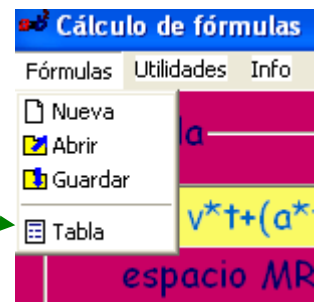 Cálculo de fórmulas
Fórmulas Utilidades Info
Nueva
Abrir
Guardar
Tabla
v*t+(a*
espacio MR